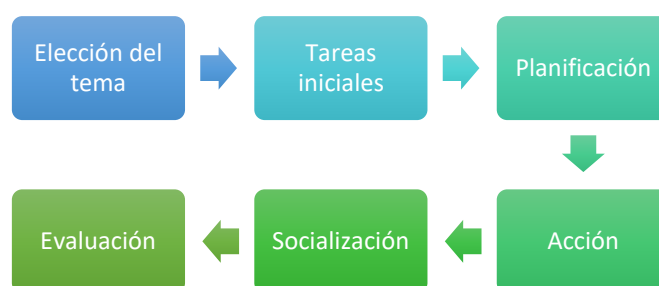 Elección del
tema
Tareas
iniciales
Planificación
Acción
Socialización
Evaluación